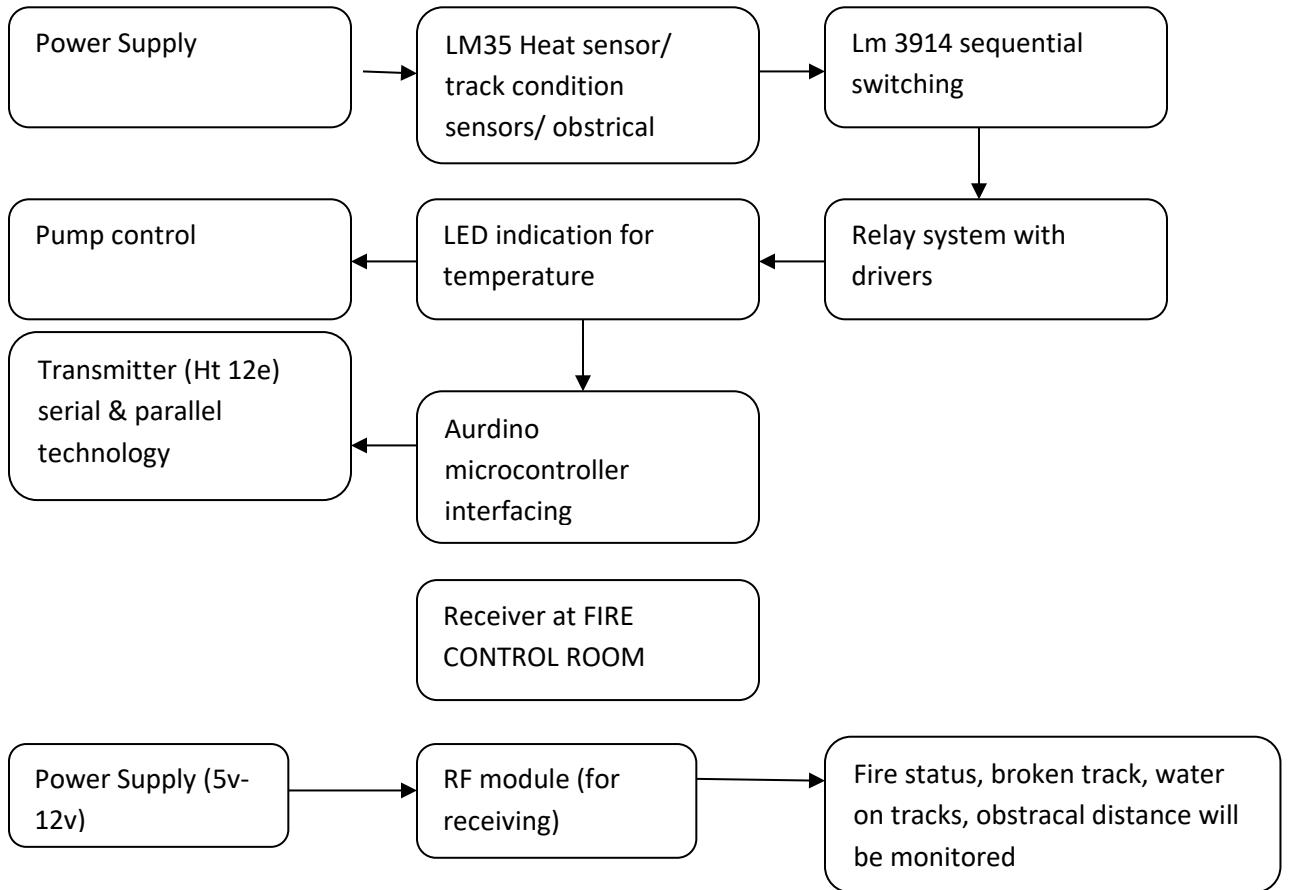 Power Supply
LM35 Heat sensor/
track condition
sensors/ obstrical
Lm 3914 sequential
switching
Pump control
LED indication for
temperature
Relay system with
drivers
Transmitter (Ht 12e)
serial & parallel
technology
Aurdino
microcontroller
interfacing
Receiver at FIRE
CONTROL ROOM
Power Supply (5v-
12v)
RF module (for
receiving)
Fire status, broken track, water
on tracks, obstracal distance will
be monitored